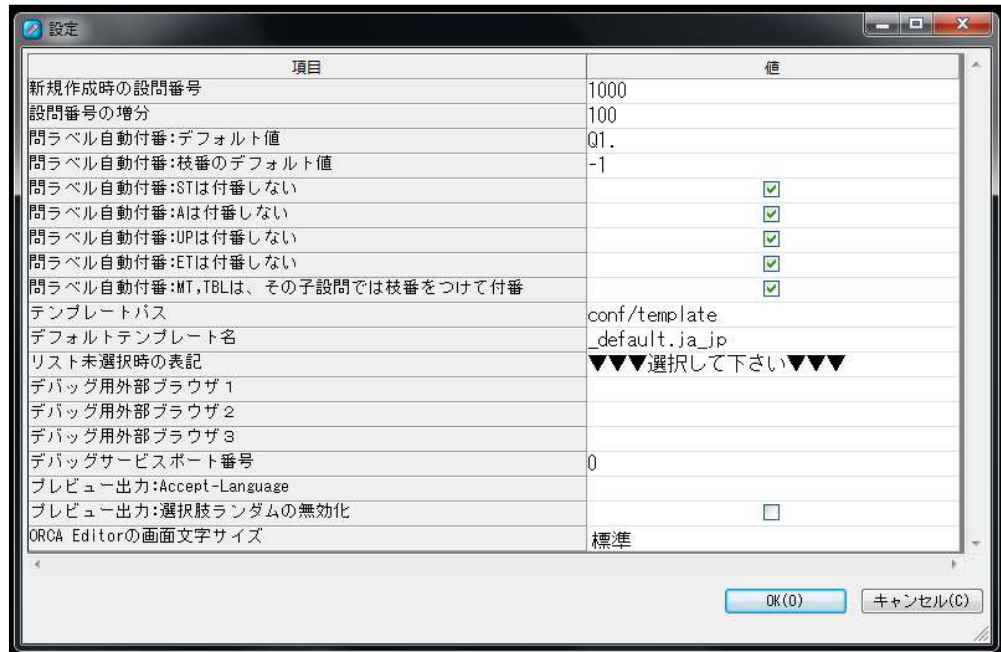 設定
項目 値
新規作成時の設問番号 1000
設問番号の増分 100
問ラベル自動付番:デフォルト値 Q1.
問ラベル自動付番:枝番のデフォルト値 -1
問ラベル自動付番:STは付番しない
問ラベル自動付番:AIは付番しない
問ラベル自動付番:UPは付番しない
問ラベル自動付番:ETは付番しない
問ラベル自動付番:MT,TBLは、その子設問では枝番をつけて付番
テンプレートパス conf/template
デフォルトテンプレート名 _default.ja_jp
リスト未選択時の表記 ▼▼▼選択して下さい▼▼▼
デバッグ用外部ブラウザ1
デバッグ用外部ブラウザ2
デバッグ用外部ブラウザ3
デバッグサービスポート番号 0
プレビュー出力:Accept-Language
プレビュー出力:選択肢ランダムの無効化
ORCA Editorの画面文字サイズ 標準
OK(O) キャンセル(C)